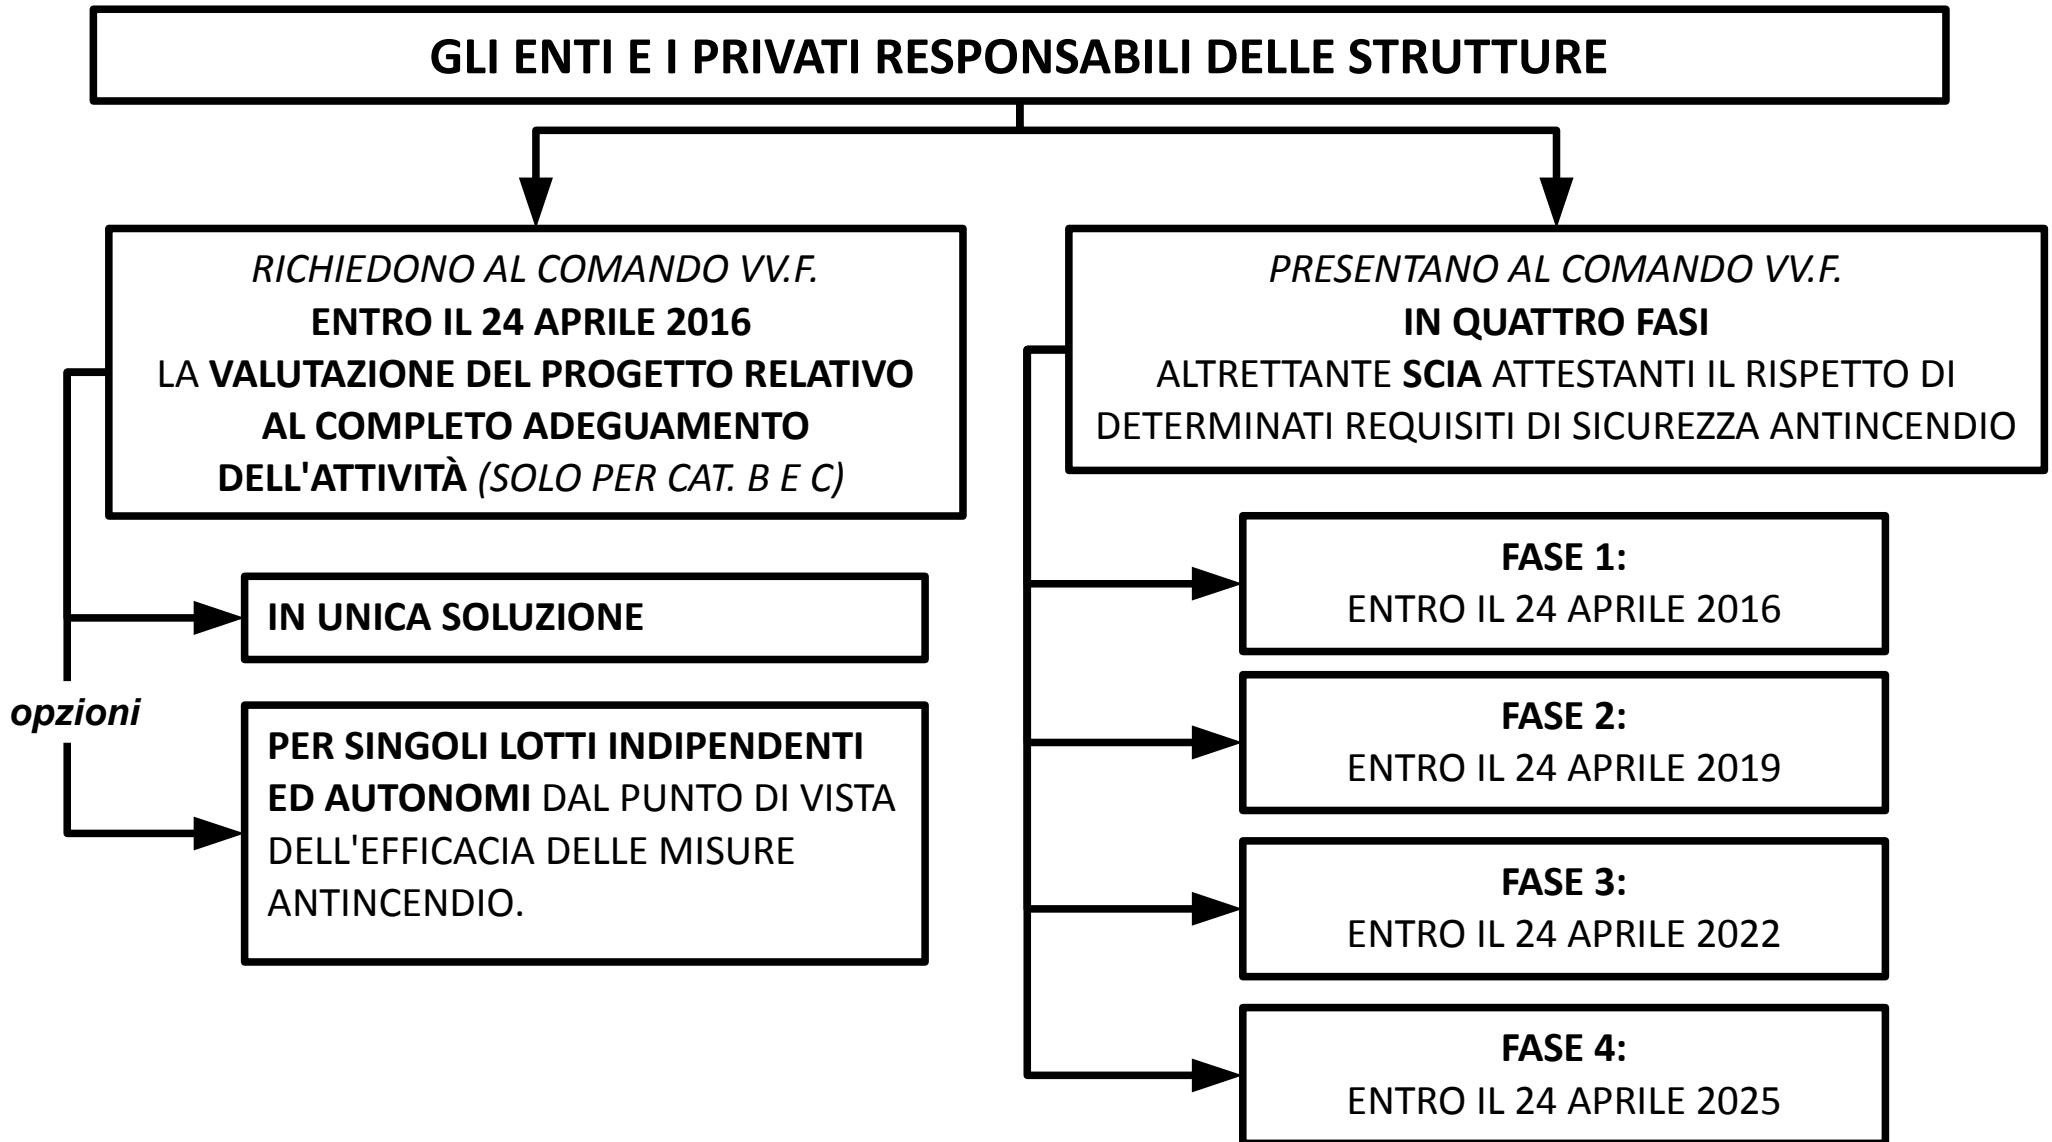 GLI ENTI E I PRIVATI RESPONSABILI DELLE STRUTTURE
RICHIEDONO AL COMANDO VV.F.
ENTRO IL 24 APRILE 2016
LA VALUTAZIONE DEL PROGETTO RELATIVO
AL COMPLETO ADEGUAMENTO
DELL'ATTIVITÀ (SOLO PER CAT. B E C)
opzioni
IN UNICA SOLUZIONE
PER SINGOLI LOTTI INDIPENDENTI
ED AUTONOMI DAL PUNTO DI VISTA
DELL'EFFICACIA DELLE MISURE
ANTINCENDIO.
PRESENTANO AL COMANDO VV.F.
IN QUATTRO FASI
ALTRETTANTE SCIA ATTESTANTI IL RISPETTO DI
DETERMINATI REQUISITI DI SICUREZZA ANTINCENDIO
FASE 1:
ENTRO IL 24 APRILE 2016
FASE 2:
ENTRO IL 24 APRILE 2019
FASE 3:
ENTRO IL 24 APRILE 2022
FASE 4:
ENTRO IL 24 APRILE 2025